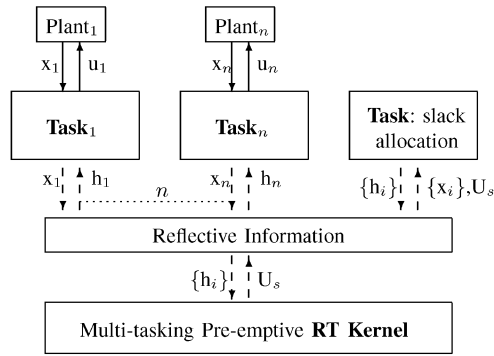 Plant₁ Plantₙ
x₁ u₁ xₙ uₙ
Task₁ Taskₙ Task: slack
allocation
x₁ h₁ n xₙ hₙ {hᵢ} {xᵢ},Uₛ
Reflective Information
{hᵢ} Uₛ
Multi-tasking Pre-emptive RT Kernel